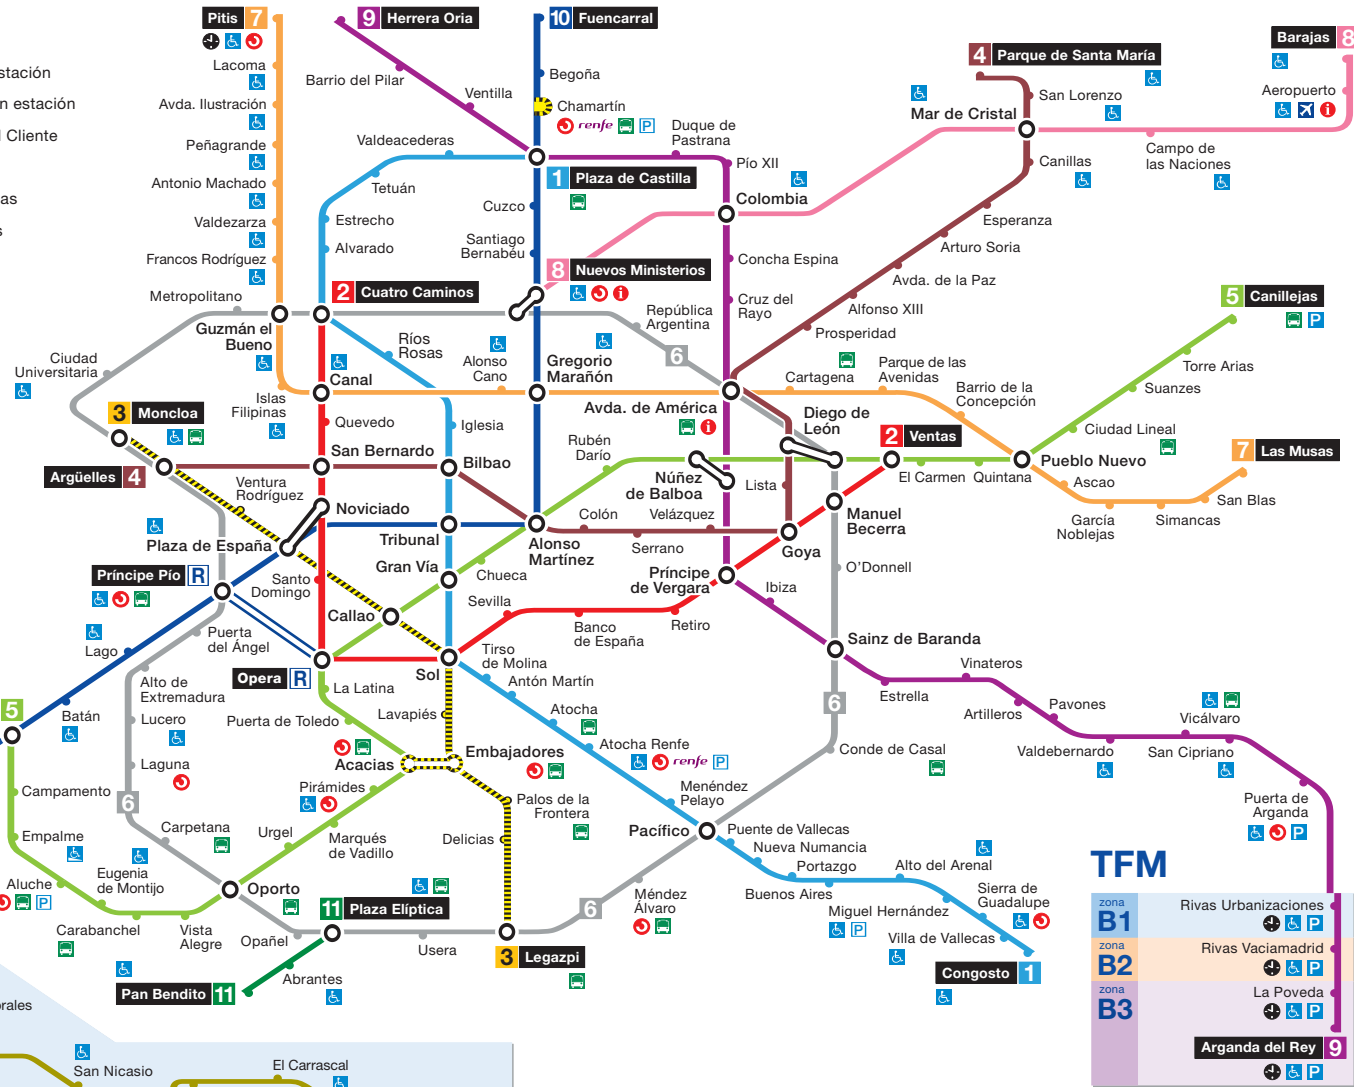 Pitis 7
9 Herrera Oria
10 Fuencarral
4 Parque de Santa María
Barajas 8
stación
n estación
l Cliente
as
s
Lacoma
Avda. Ilustración
Peñagrande
Antonio Machado
Valdezarza
Francos Rodríguez
Metropolitano
Guzmán el
Bueno
Islas
Filipinas
Ciudad
Universitaria
Barrio del Pilar
Ventilla
Begoña
Chamartín
renfe P
Duque de
Pastrana
Pío XII
Valdeacederas
Tetuán
Estrecho
Alvarado
1 Plaza de Castilla
Cuzco
Santiago
Bernabéu
8 Nuevos Ministerios
i
2 Cuatro Caminos
Colombia
Concha Espina
Cruz del
Rayo
Mar de Cristal
San Lorenzo
Canillas
Campo de
las Naciones
Aeropuerto
i
Esperanza
Arturo Soria
Avda. de la Paz
Alfonso XIII
Prosperidad
República
Argentina
6
Ríos
Rosas
Alonso
Cano
Gregorio
Marañón
Canal
Quevedo
Iglesia
Avda. de América
i
Cartagena
Parque de las
Avenidas
Barrio de la
Concepción
5 Canillejas
P
Torre Arias
Suanzes
Ciudad Lineal
Pueblo Nuevo
7 Las Musas
Ascao
García
Noblejas
Simancas
San Blas
3 Moncloa
Argüelles 4
San Bernardo
Bilbao
Rubén
Darío
Núñez
de Balboa
Diego de
León
2 Ventas
El Carmen
Quintana
Lista
Manuel
Becerra
Ventura
Rodríguez
Noviciado
Plaza de España
Tribunal
Alonso
Martínez
Colón
Serrano
Velázquez
Goya
O'Donnell
Príncipe Pío R
Santo
Domingo
Gran Vía
Chueca
Callao
Príncipe
de Vergara
Ibiza
Sevilla
Banco
de España
Retiro
Sainz de Baranda
Puerta
del Ángel
Lago
Batán
Opera R
Sol
Tirso
de Molina
Antón Martín
Atocha
Atocha Renfe
renfe P
Menéndez
Pelayo
Pacífico
Vinateros
Estrella
Artilleros
Pavones
Valdebernardo
Vicálvaro
San Cipriano
Puerta de
Arganda
P
6
Conde de Casal
5
Alto de
Extremadura
Lucero
Laguna
6
La Latina
Puerta de Toledo
Lavapiés
Acacias
Embajadores
Pirámides
Palos de la
Frontera
Delicias
Campamento
Empalme
Aluche
P
Carabanchel
Eugenia
de Montijo
Carpetana
Urgel
Marqués
de Vadillo
Oporto
Vista
Alegre
Opañel
11 Plaza Elíptica
Usera
3 Legazpi
6
Méndez
Álvaro
Abrantes
Pan Bendito 11
Puente de Vallecas
Nueva Numancia
Portazgo
Buenos Aires
Alto del Arenal
Miguel Hernández
P
Sierra de
Guadalupe
Villa de Vallecas
Congosto 1
TFM
zona
B1
Rivas Urbanizaciones
P
zona
B2
Rivas Vaciamadrid
P
zona
B3
La Poveda
P
Arganda del Rey 9
P
orales
San Nicasio
El Carrascal